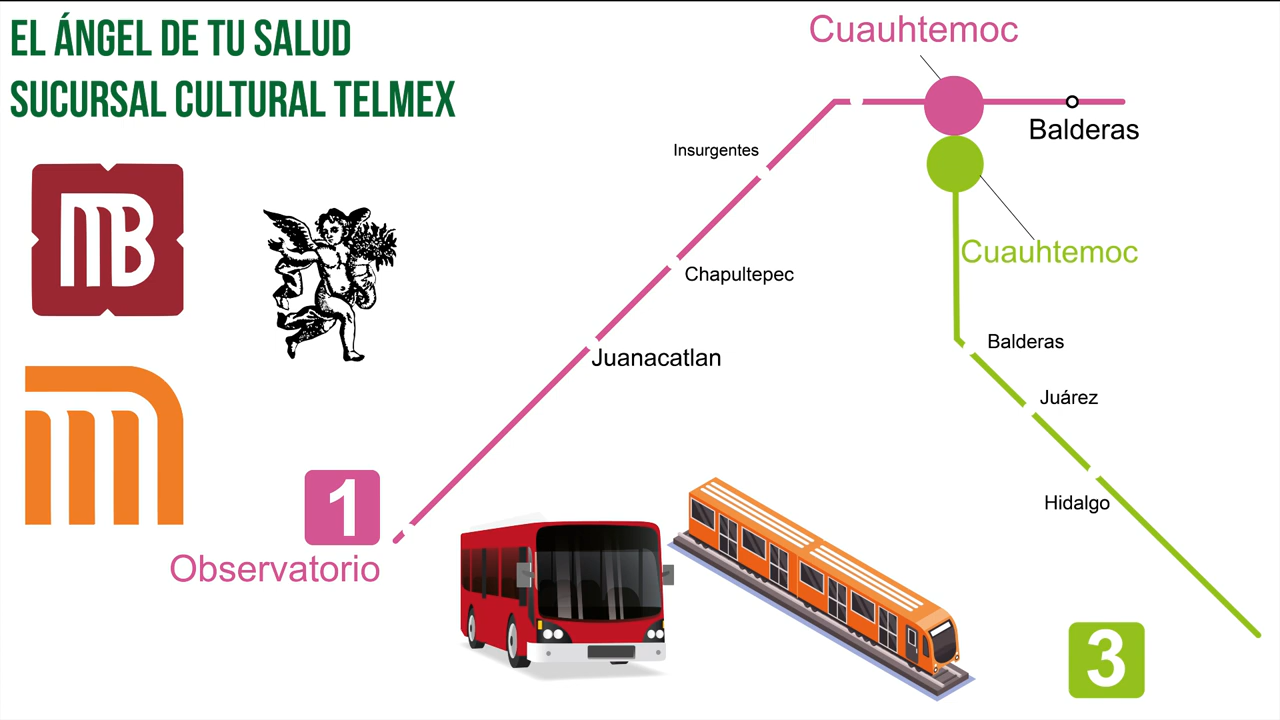 EL ÁNGEL DE TU SALUD
SUCURSAL CULTURAL TELMEX
MB
Cuauhtemoc
Balderas
Insurgentes
Cuauhtemoc
Chapultepec
Balderas
Juanacatlan
Juárez
1
Hidalgo
Observatorio
3